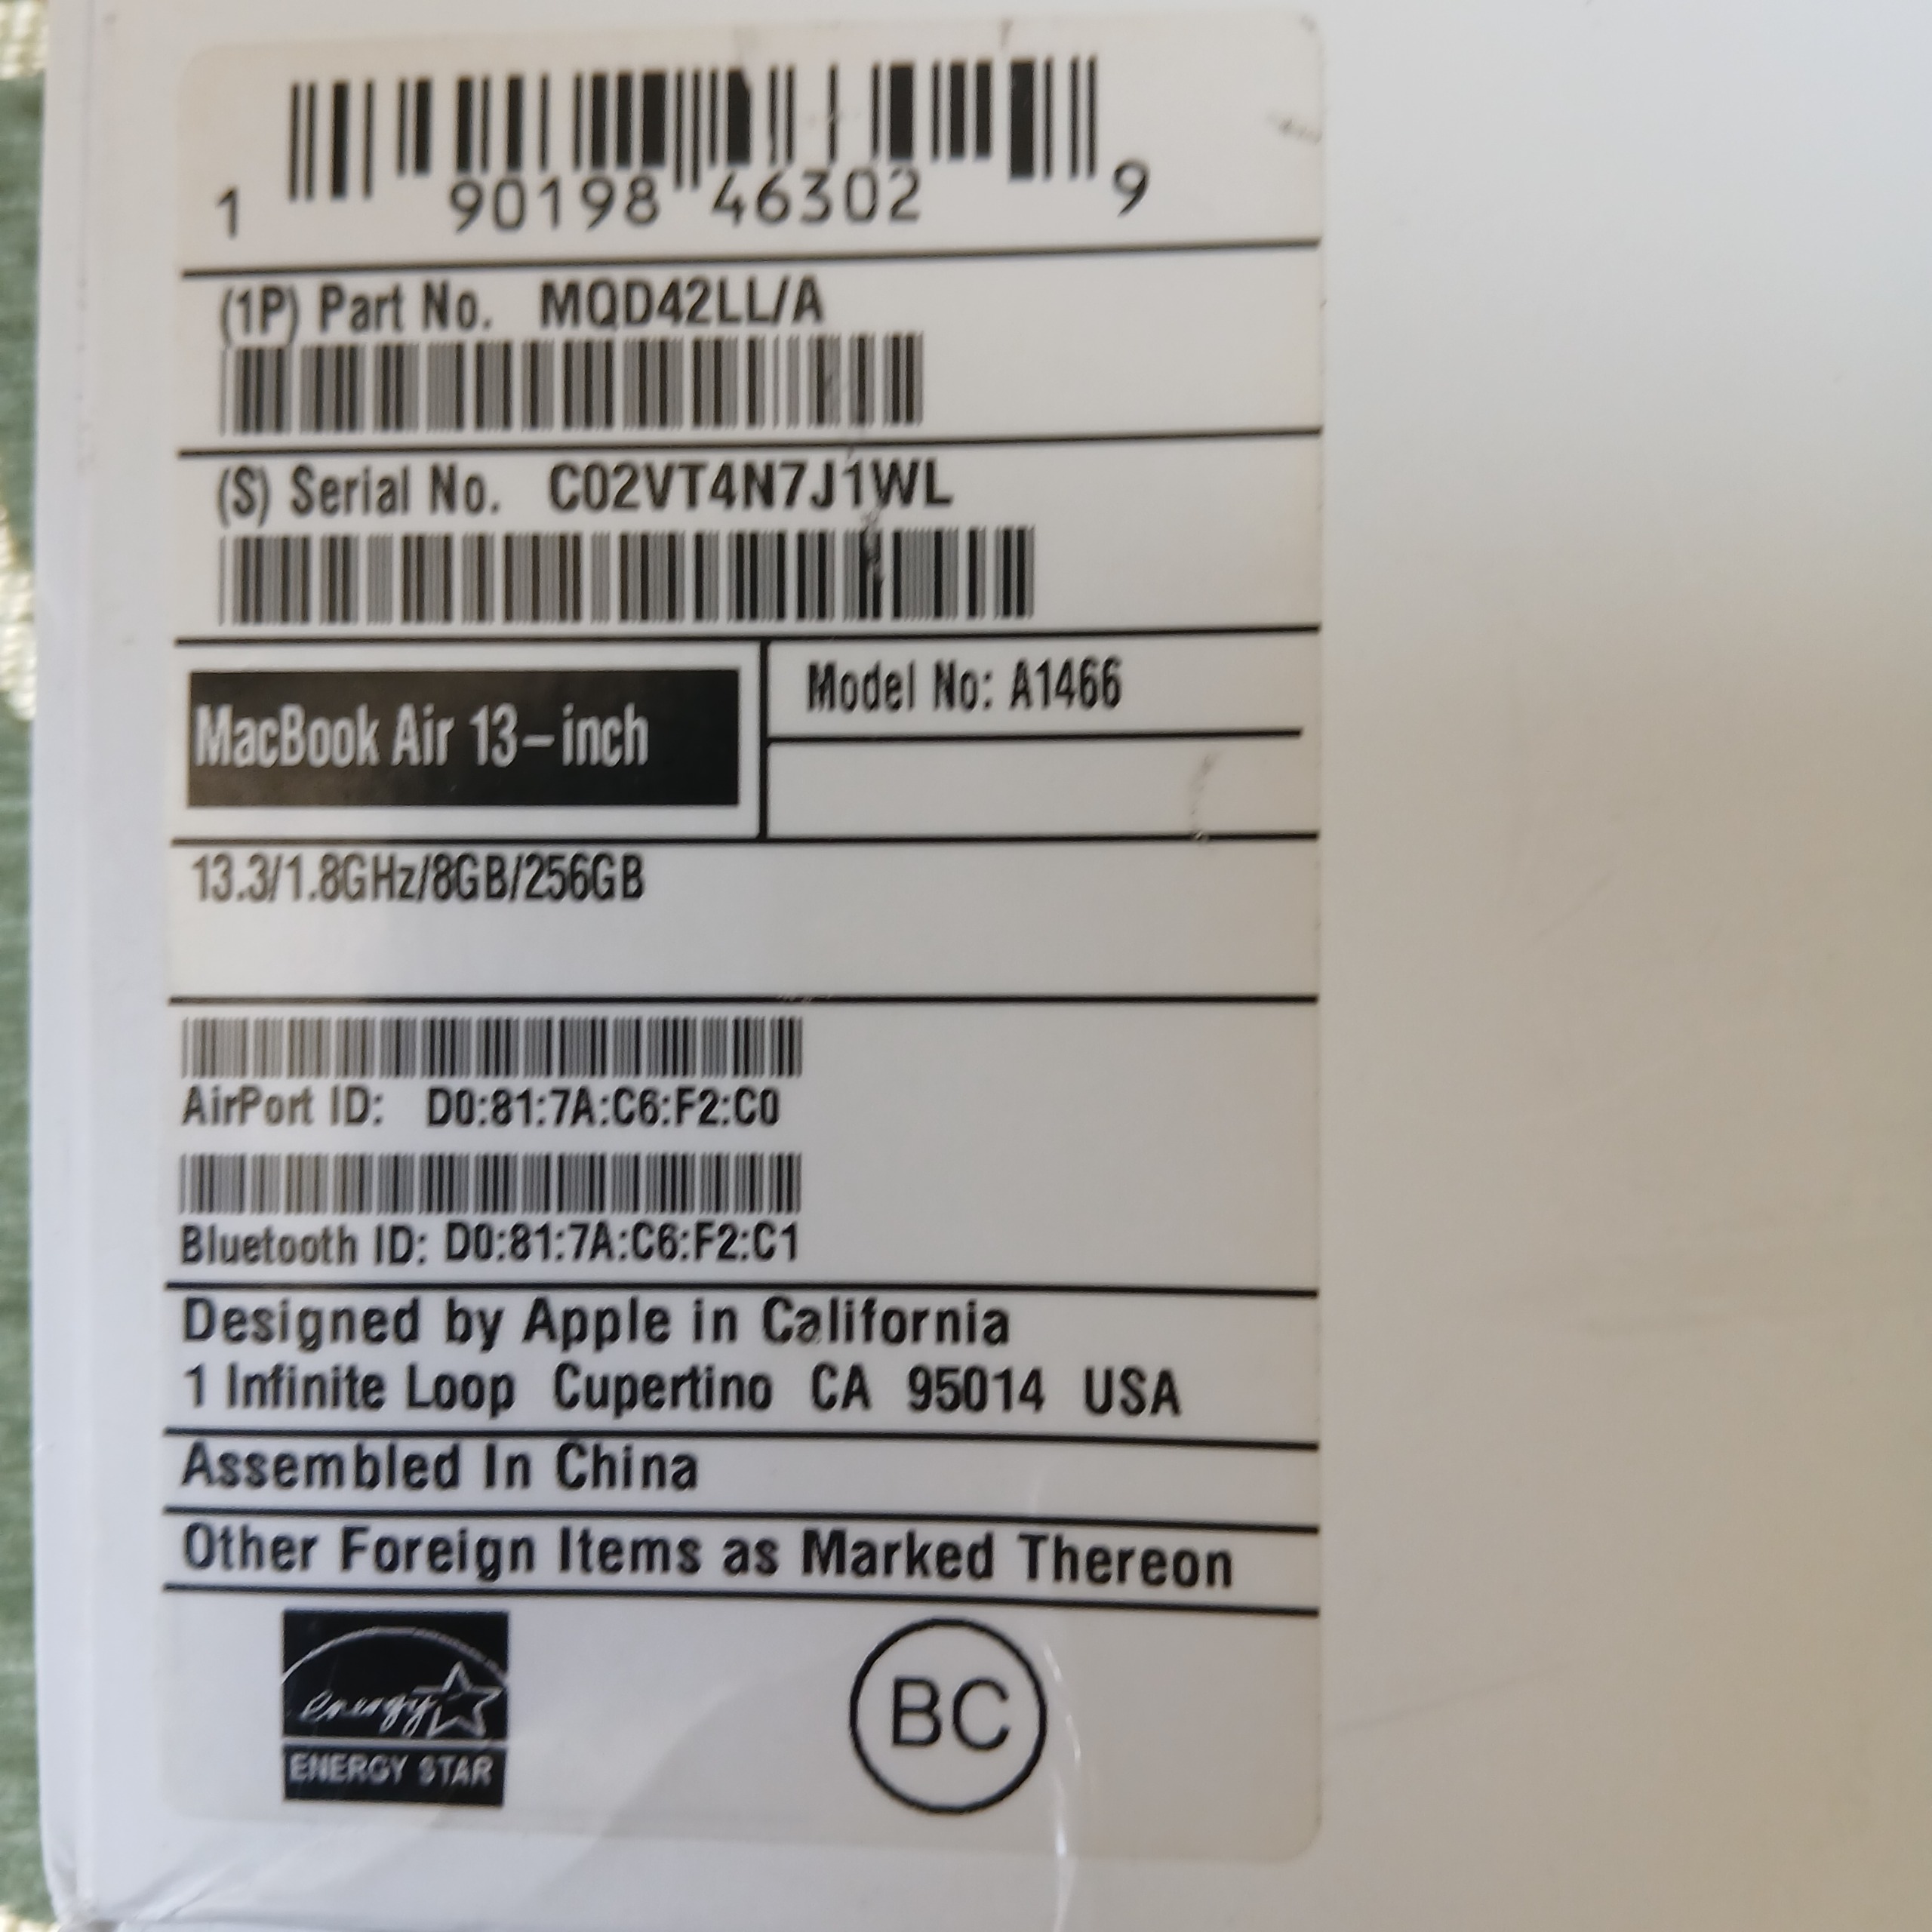 1 90198 46302 9
(1P) Part No. MQD42LL/A
(S) Serial No. C02VT4N7J1WL
MacBook Air 13-inch
Model No: A1466
13.3/1.8GHz/8GB/256GB
AirPort ID: D0:81:7A:C6:F2:C0
Bluetooth ID: D0:81:7A:C6:F2:C1
Designed by Apple in California
1 Infinite Loop Cupertino CA 95014 USA
Assembled In China
Other Foreign Items as Marked Thereon
energy
ENERGY STAR
BC